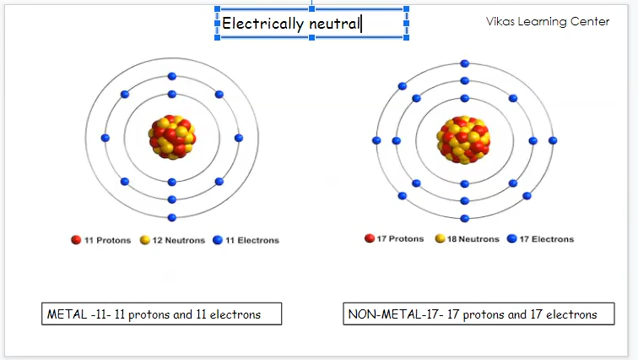 Electrically neutral
Vikas Learning Center
11 Protons 12 Neutrons 11 Electrons
17 Protons 18 Neutrons 17 Electrons
METAL -11- 11 protons and 11 electrons
NON-METAL-17- 17 protons and 17 electrons